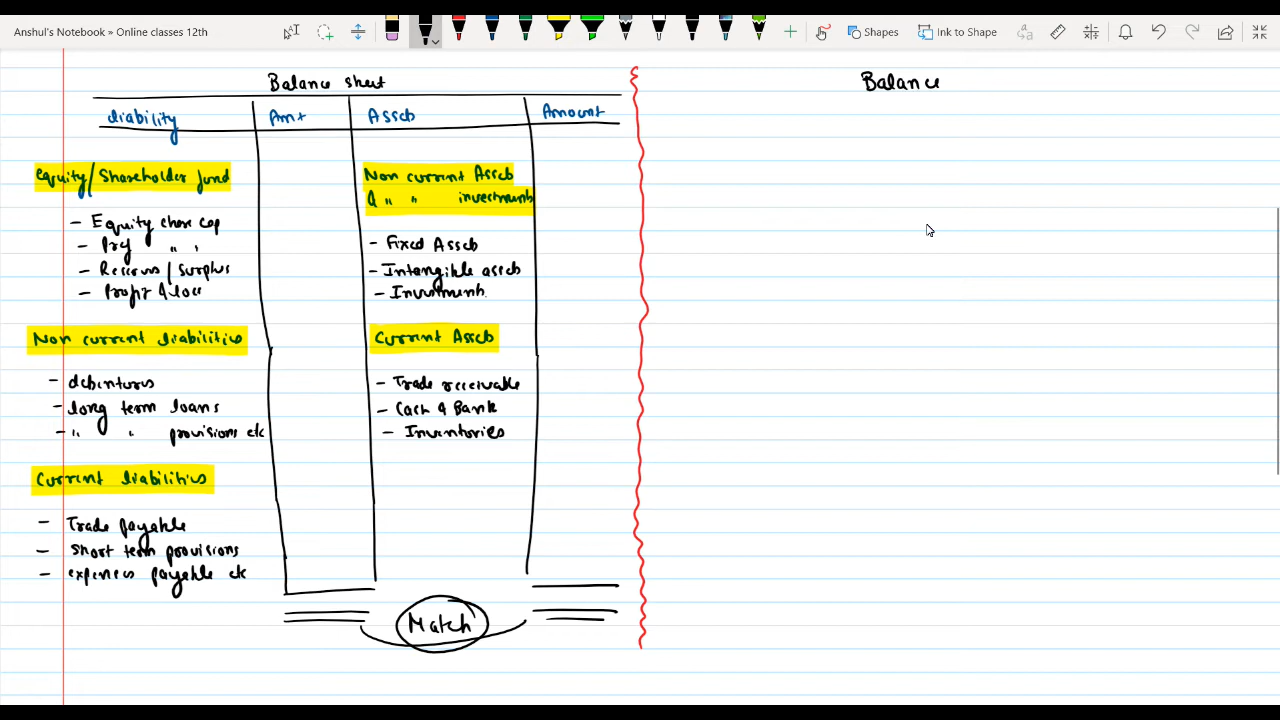 Anshul's Notebook » Online classes 12th
Shapes
Ink to Shape
Balance sheet
Liability Amt Assets Amount
Equity/Shareholder fund
- Equity share cap
- Prf " "
- Reserves/Surplus
- Profit & loss
Non current liabilities
- debentures
- long term loans
- " " provisions etc
Current liabilities
- Trade payable
- Short term provisions
- expenses payable etc
Non current Assets
& " " investments
- Fixed Assets
- Intangible assets
- Investments.
Current Assets
- Trade receivable
- Cash & Bank
- Inventories
Match
Balance